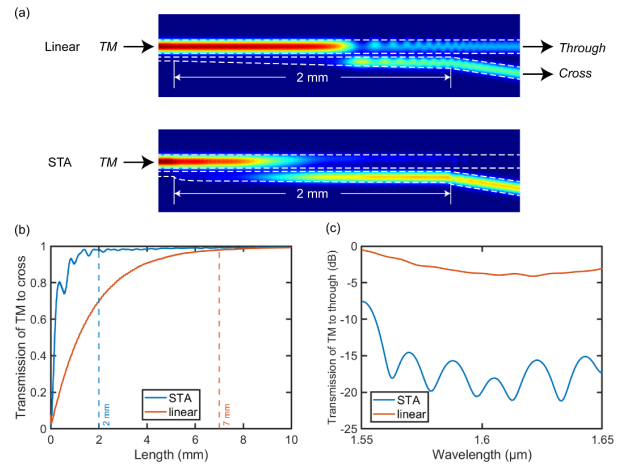 (a)
Linear TM Through
Cross
2 mm
STA TM
2 mm
(b)
Transmission of TM to cross
1
0.8
0.6
0.4
0.2
0
0 2 4 6 8 10
Length (mm)
STA
linear
2 mm
7 mm
(c)
Transmission of TM to through (dB)
0
-5
-10
-15
-20
-25
1.55 1.6 1.65
Wavelength (μm)
STA
linear